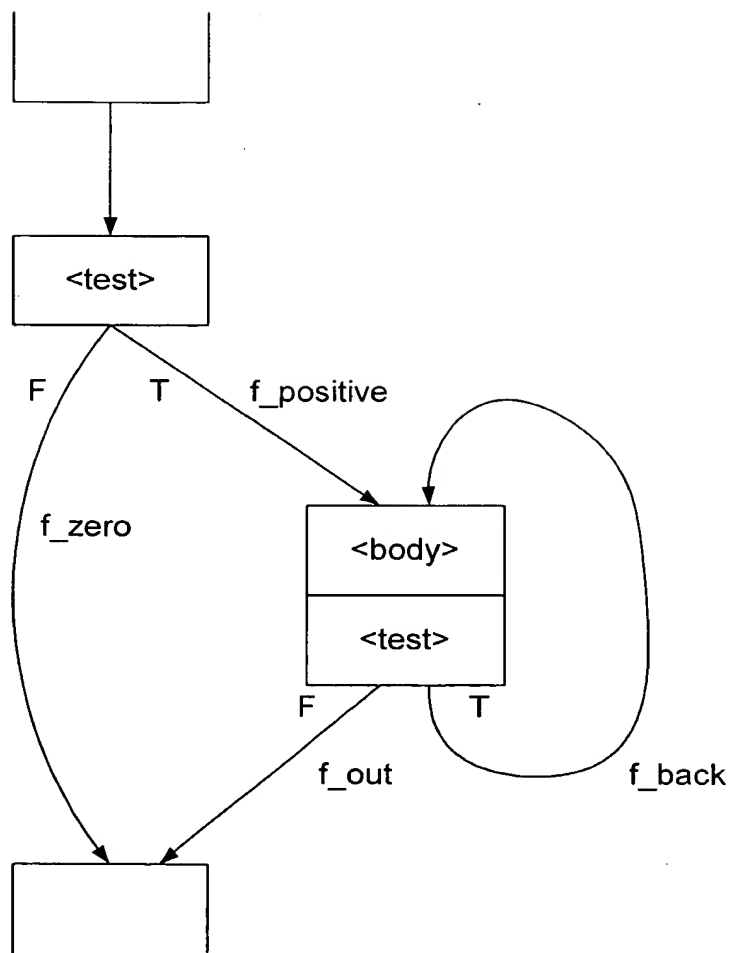 <test>
F
T
f_positive
f_zero
<body>
<test>
F
T
f_out
f_back